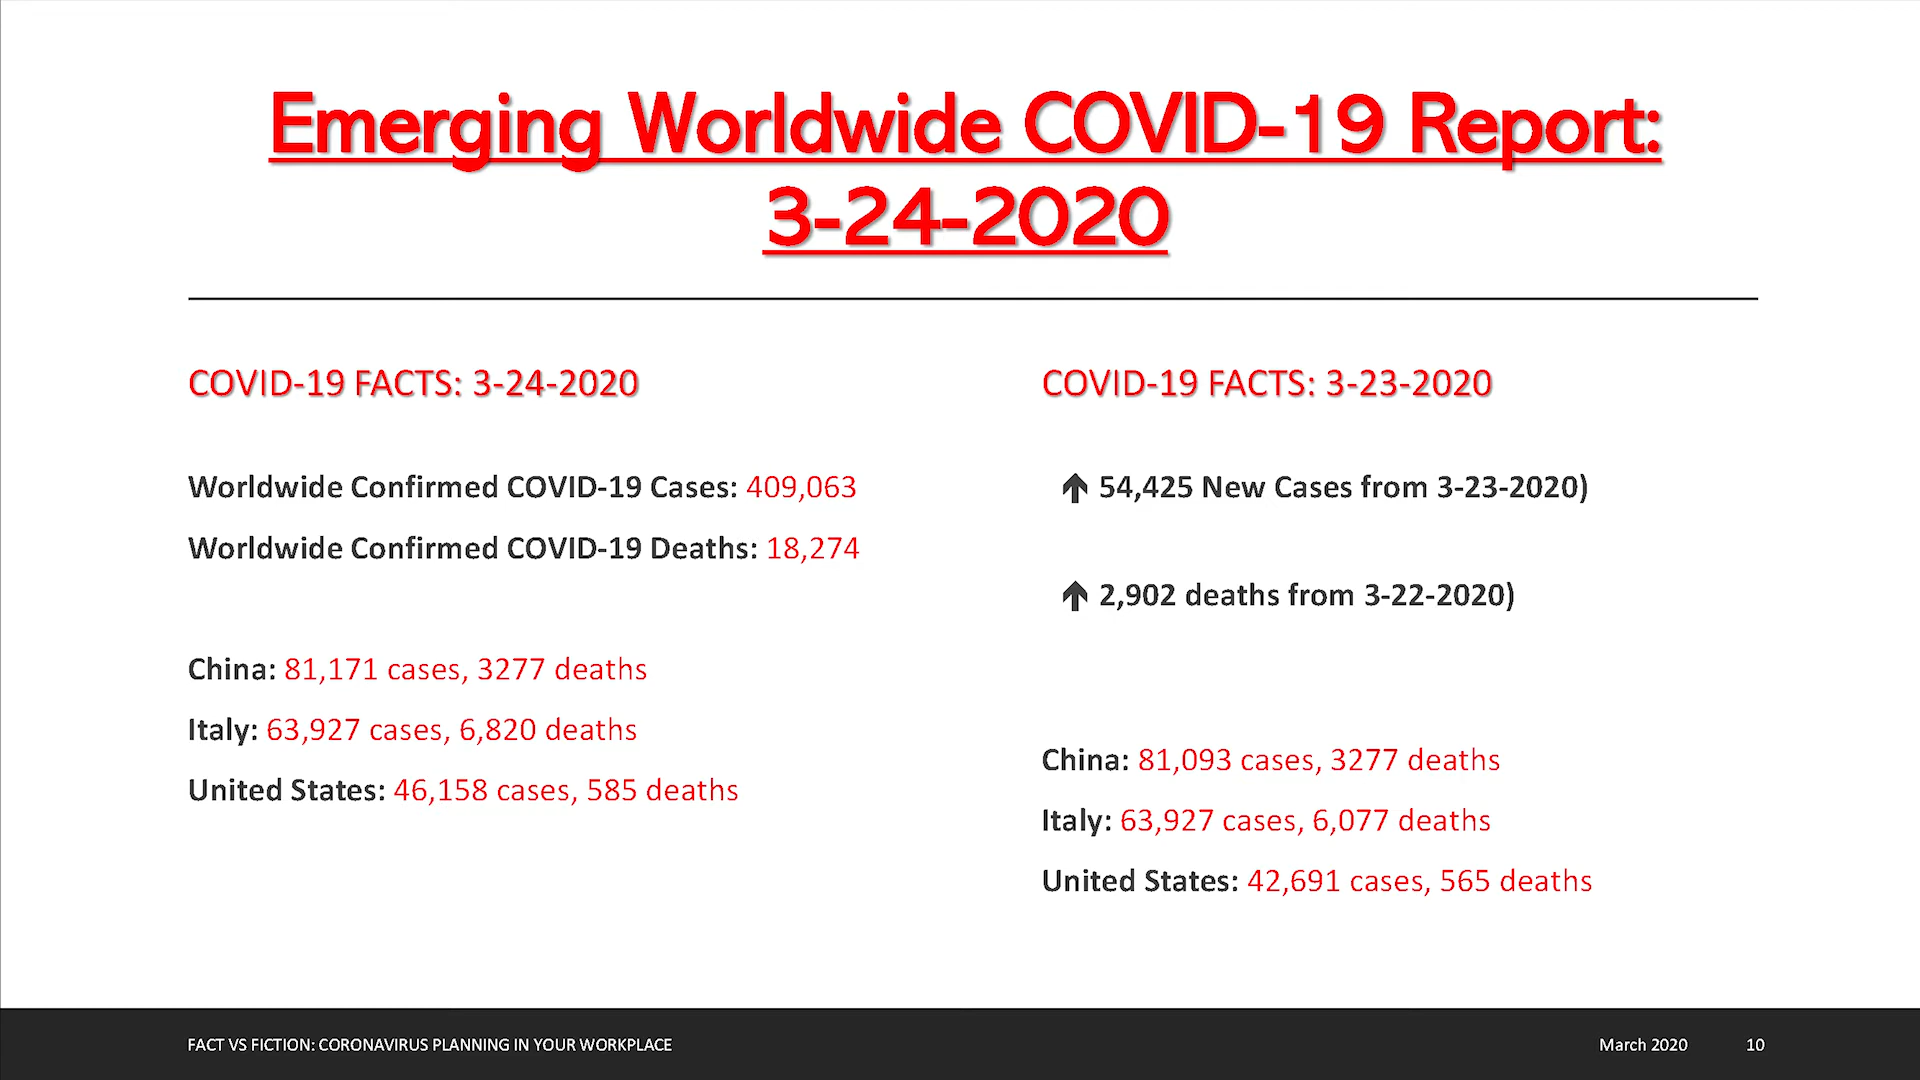 Emerging Worldwide COVID-19 Report:
3-24-2020
COVID-19 FACTS: 3-24-2020
Worldwide Confirmed COVID-19 Cases: 409,063
Worldwide Confirmed COVID-19 Deaths: 18,274
China: 81,171 cases, 3277 deaths
Italy: 63,927 cases, 6,820 deaths
United States: 46,158 cases, 585 deaths
COVID-19 FACTS: 3-23-2020
54,425 New Cases from 3-23-2020)
2,902 deaths from 3-22-2020)
China: 81,093 cases, 3277 deaths
Italy: 63,927 cases, 6,077 deaths
United States: 42,691 cases, 565 deaths
FACT VS FICTION: CORONAVIRUS PLANNING IN YOUR WORKPLACE
March 2020
10